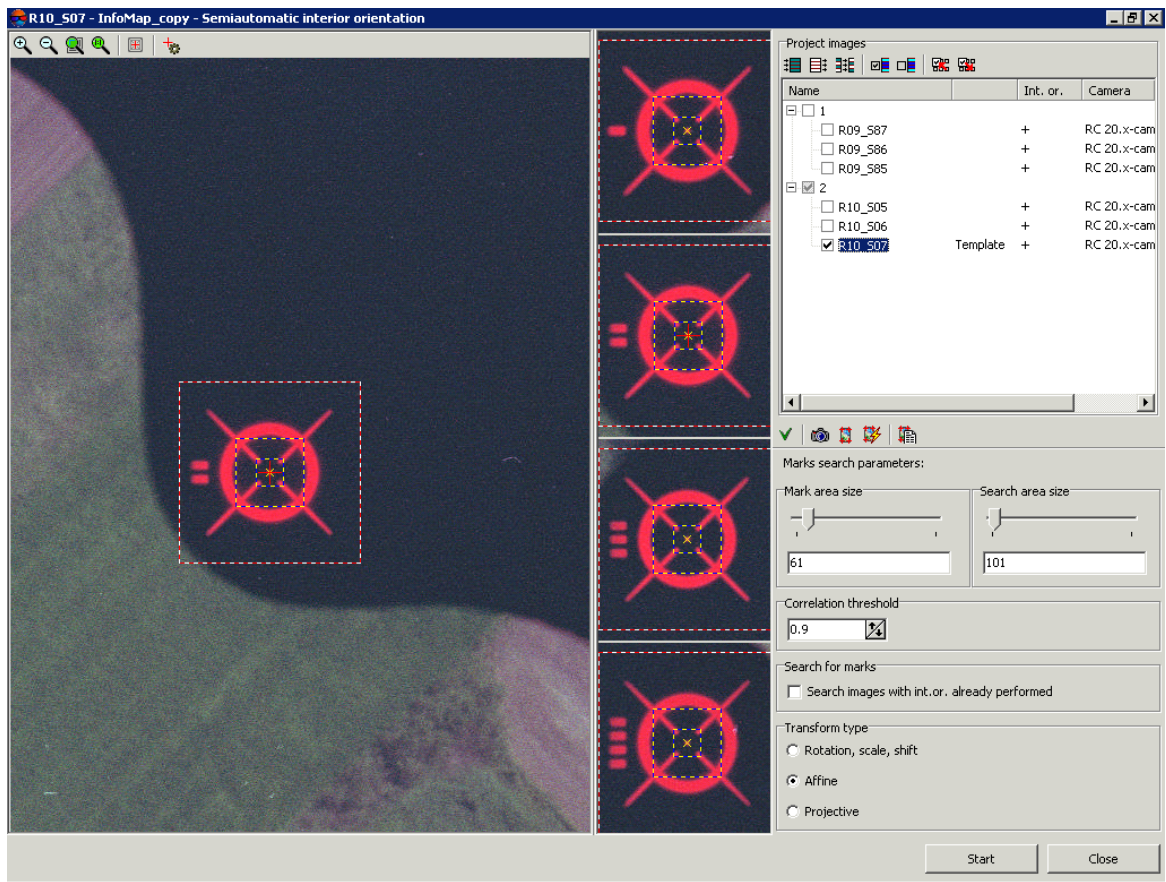 R10_S07 - InfoMap_copy - Semiautomatic interior orientation
Project images
Name Int. or. Camera
1
R09_S87 + RC 20.x-cam
R09_S86 + RC 20.x-cam
R09_S85 + RC 20.x-cam
2
R10_S05 + RC 20.x-cam
R10_S06 + RC 20.x-cam
R10_S07 Template + RC 20.x-cam
Marks search parameters:
Mark area size Search area size
61 101
Correlation threshold
0.9
Search for marks
Search images with int.or. already performed
Transform type
Rotation, scale, shift
Affine
Projective
Start Close